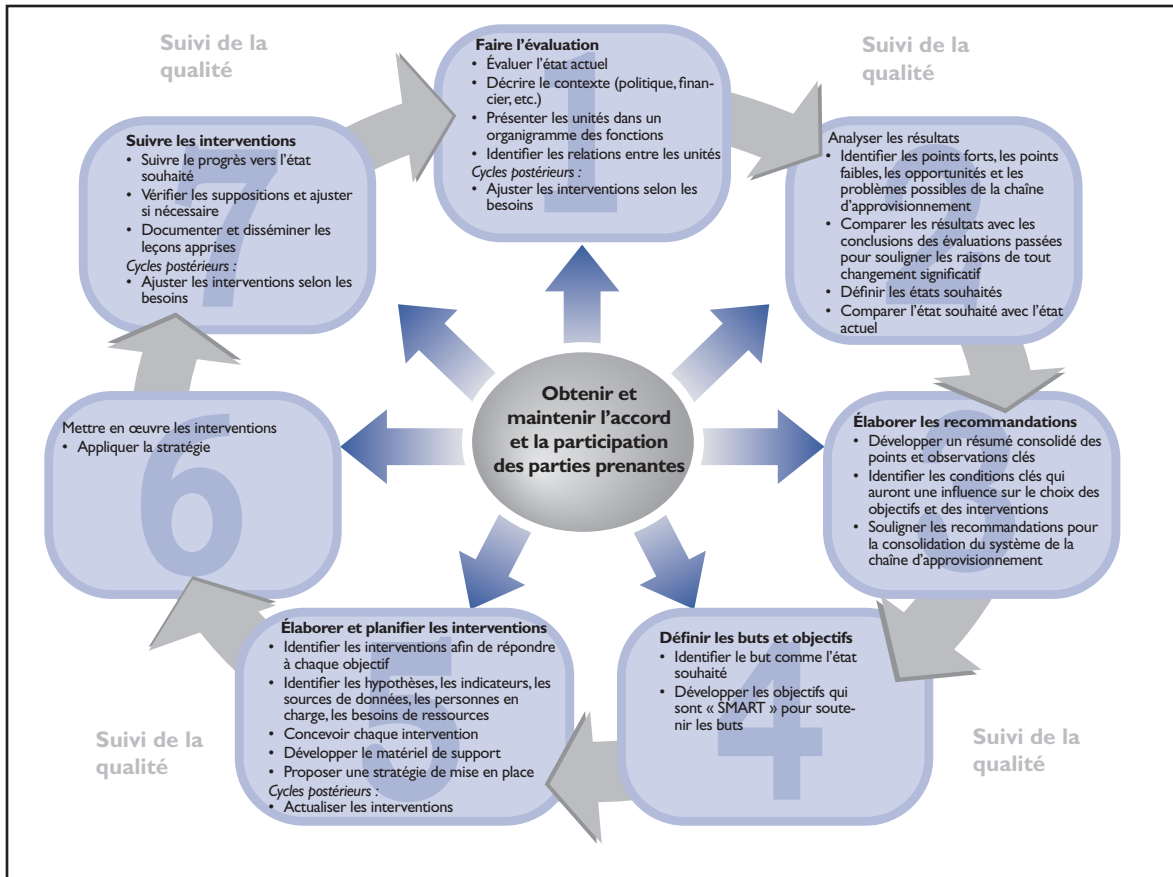 Suivi de la
qualité
Suivi de la
qualité
1
Faire l'évaluation
• Évaluer l'état actuel
• Décrire le contexte (politique, finan-
cier, etc.)
• Présenter les unités dans un
organigramme des fonctions
• Identifier les relations entre les unités
Cycles postérieurs :
• Ajuster les interventions selon les
besoins
2
Analyser les résultats
• Identifier les points forts, les points
faibles, les opportunités et les
problèmes possibles de la chaîne
d'approvisionnement
• Comparer les résultats avec les
conclusions des évaluations passées
pour souligner les raisons de tout
changement significatif
• Définir les états souhaités
• Comparer l'état souhaité avec l'état
actuel
3
Élaborer les recommandations
• Développer un résumé consolidé des
points et observations clés
• Identifier les conditions clés qui
auront une influence sur le choix des
objectifs et des interventions
• Souligner les recommandations pour
la consolidation du système de la
chaîne d'approvisionnement
4
Définir les buts et objectifs
• Identifier le but comme l'état
souhaité
• Développer les objectifs qui
sont « SMART » pour soute-
nir les buts
5
Élaborer et planifier les interventions
• Identifier les interventions afin de répondre
à chaque objectif
• Identifier les hypothèses, les indicateurs, les
sources de données, les personnes en
charge, les besoins de ressources
• Concevoir chaque intervention
• Développer le matériel de support
• Proposer une stratégie de mise en place
Cycles postérieurs :
• Actualiser les interventions
6
Mettre en œuvre les interventions
• Appliquer la stratégie
7
Suivre les interventions
• Suivre le progrès vers l'état
souhaité
• Vérifier les suppositions et ajuster
si nécessaire
• Documenter et disséminer les
leçons apprises
Cycles postérieurs :
• Ajuster les interventions selon les
besoins
Obtenir et
maintenir l'accord
et la participation
des parties prenantes
Suivi de la
qualité
Suivi de la
qualité